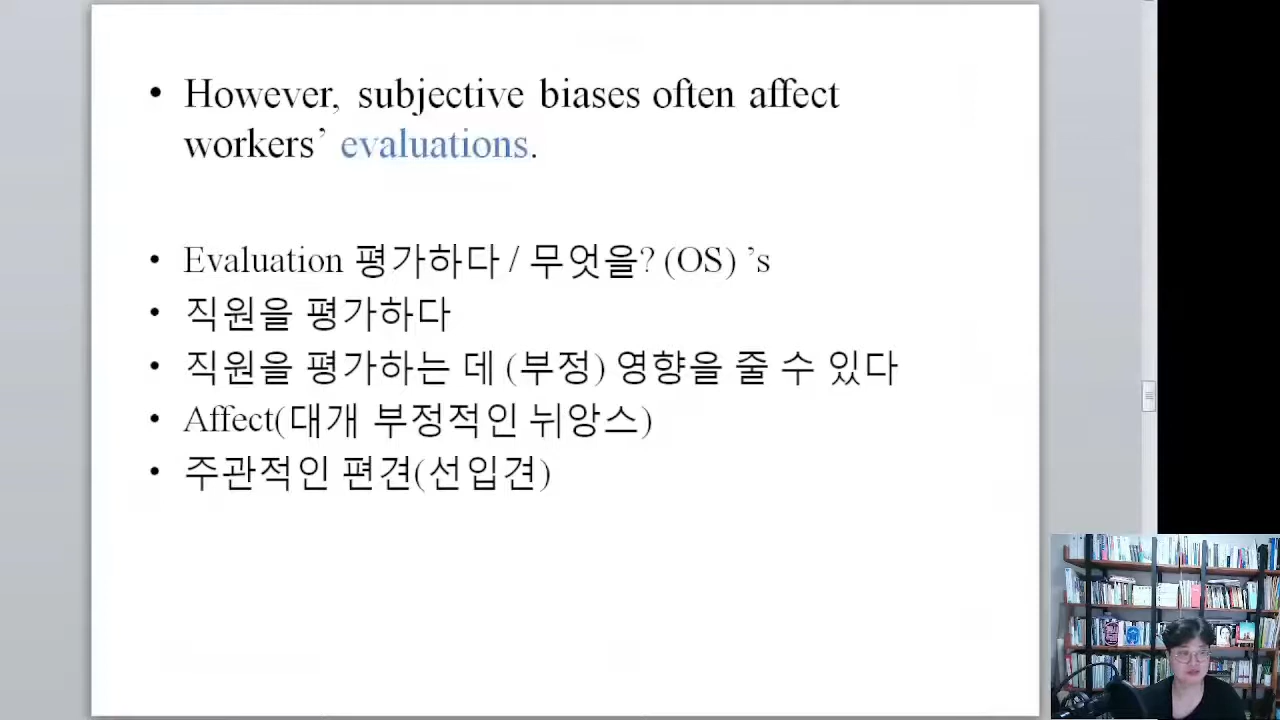 • However, subjective biases often affect
workers’ evaluations.
• Evaluation 평가하다 / 무엇을? (OS) ’s
• 직원을 평가하다
• 직원을 평가하는 데 (부정) 영향을 줄 수 있다
• Affect(대개 부정적인 뉘앙스)
• 주관적인 편견(선입견)